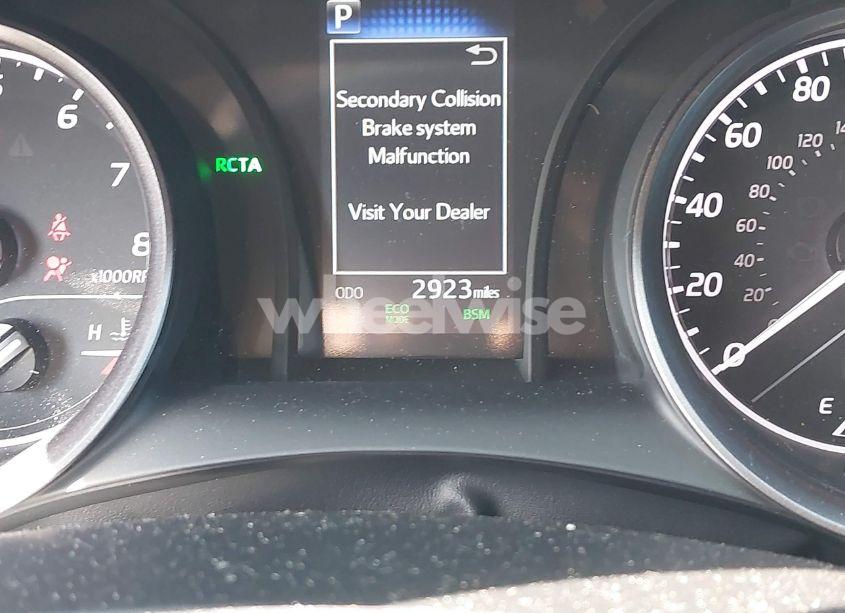 P
Secondary Collision
Brake system
Malfunction
Visit Your Dealer
ODO 2923 miles
ECO
MODE
BSM
RCTA
6
7
8
x1000R
H
80
60
40
20
0
120
100
80
60
40
20
E
wheelwise